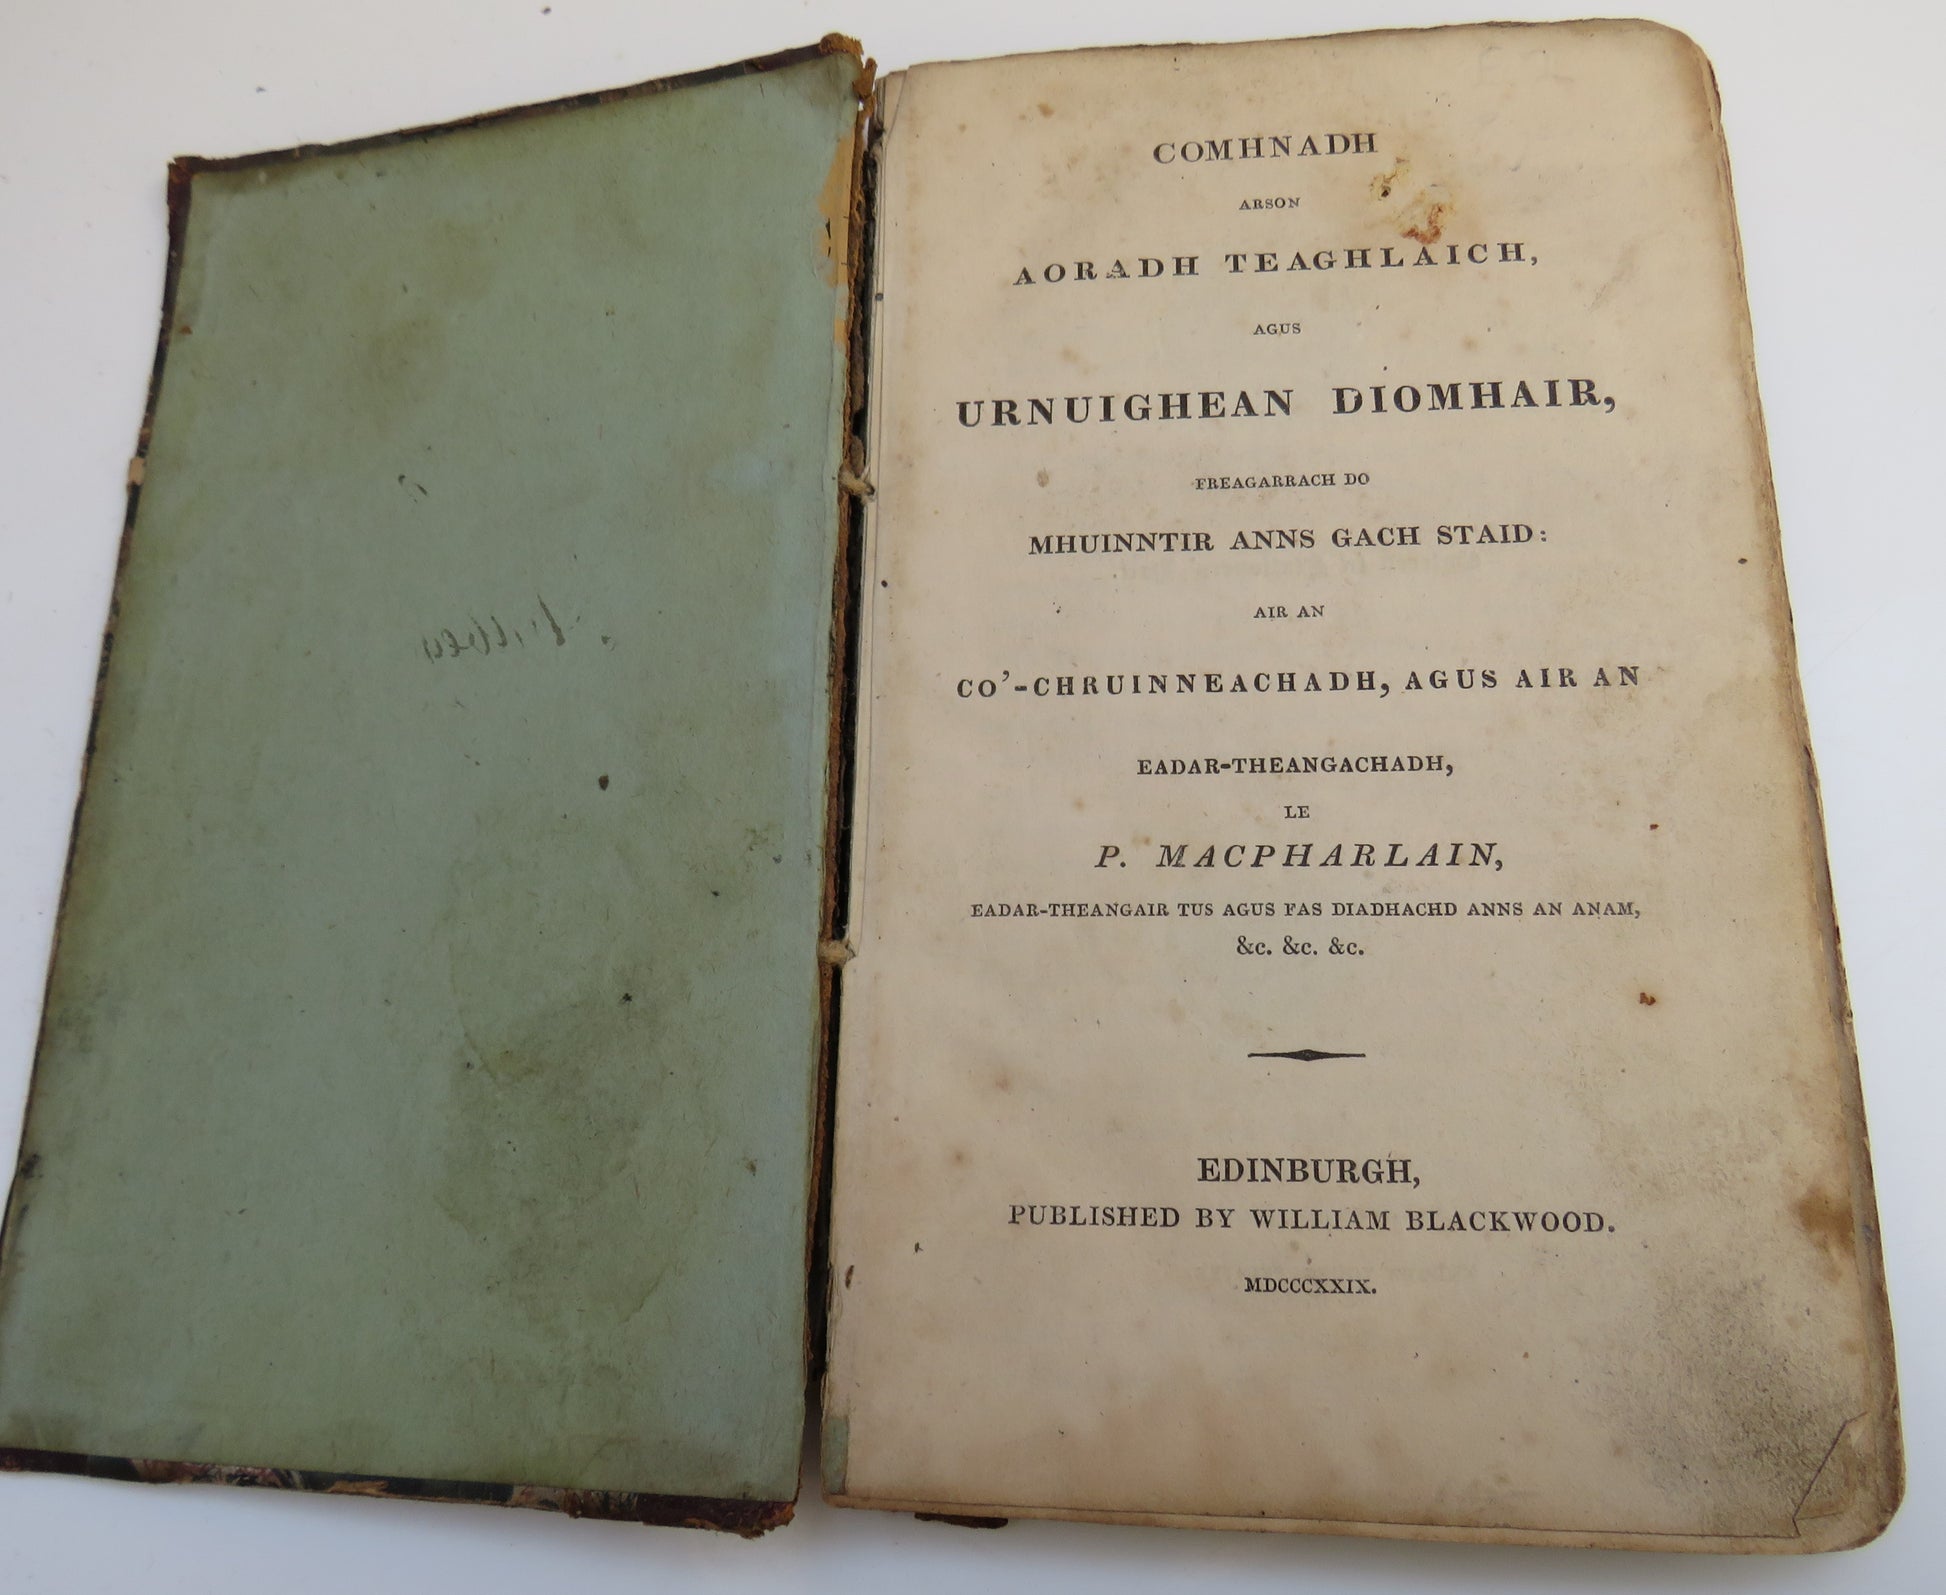 COMHNADH
ARSON
AORADH TEAGHLAICH,
AGUS
URNUIGHEAN DIOMHAIR,
FREAGARRACH DO
MHUINNTIR ANNS GACH STAID:
AIR AN
CO’-CHRUINNEACHADH, AGUS AIR AN
EADAR-THEANGACHADH,
LE
P. MACPHARLAIN,
EADAR-THEANGAIR TUS AGUS FAS DIADHACHD ANNS AN ANAM,
&c. &c. &c.
EDINBURGH,
PUBLISHED BY WILLIAM BLACKWOOD.
MDCCCXXIX.